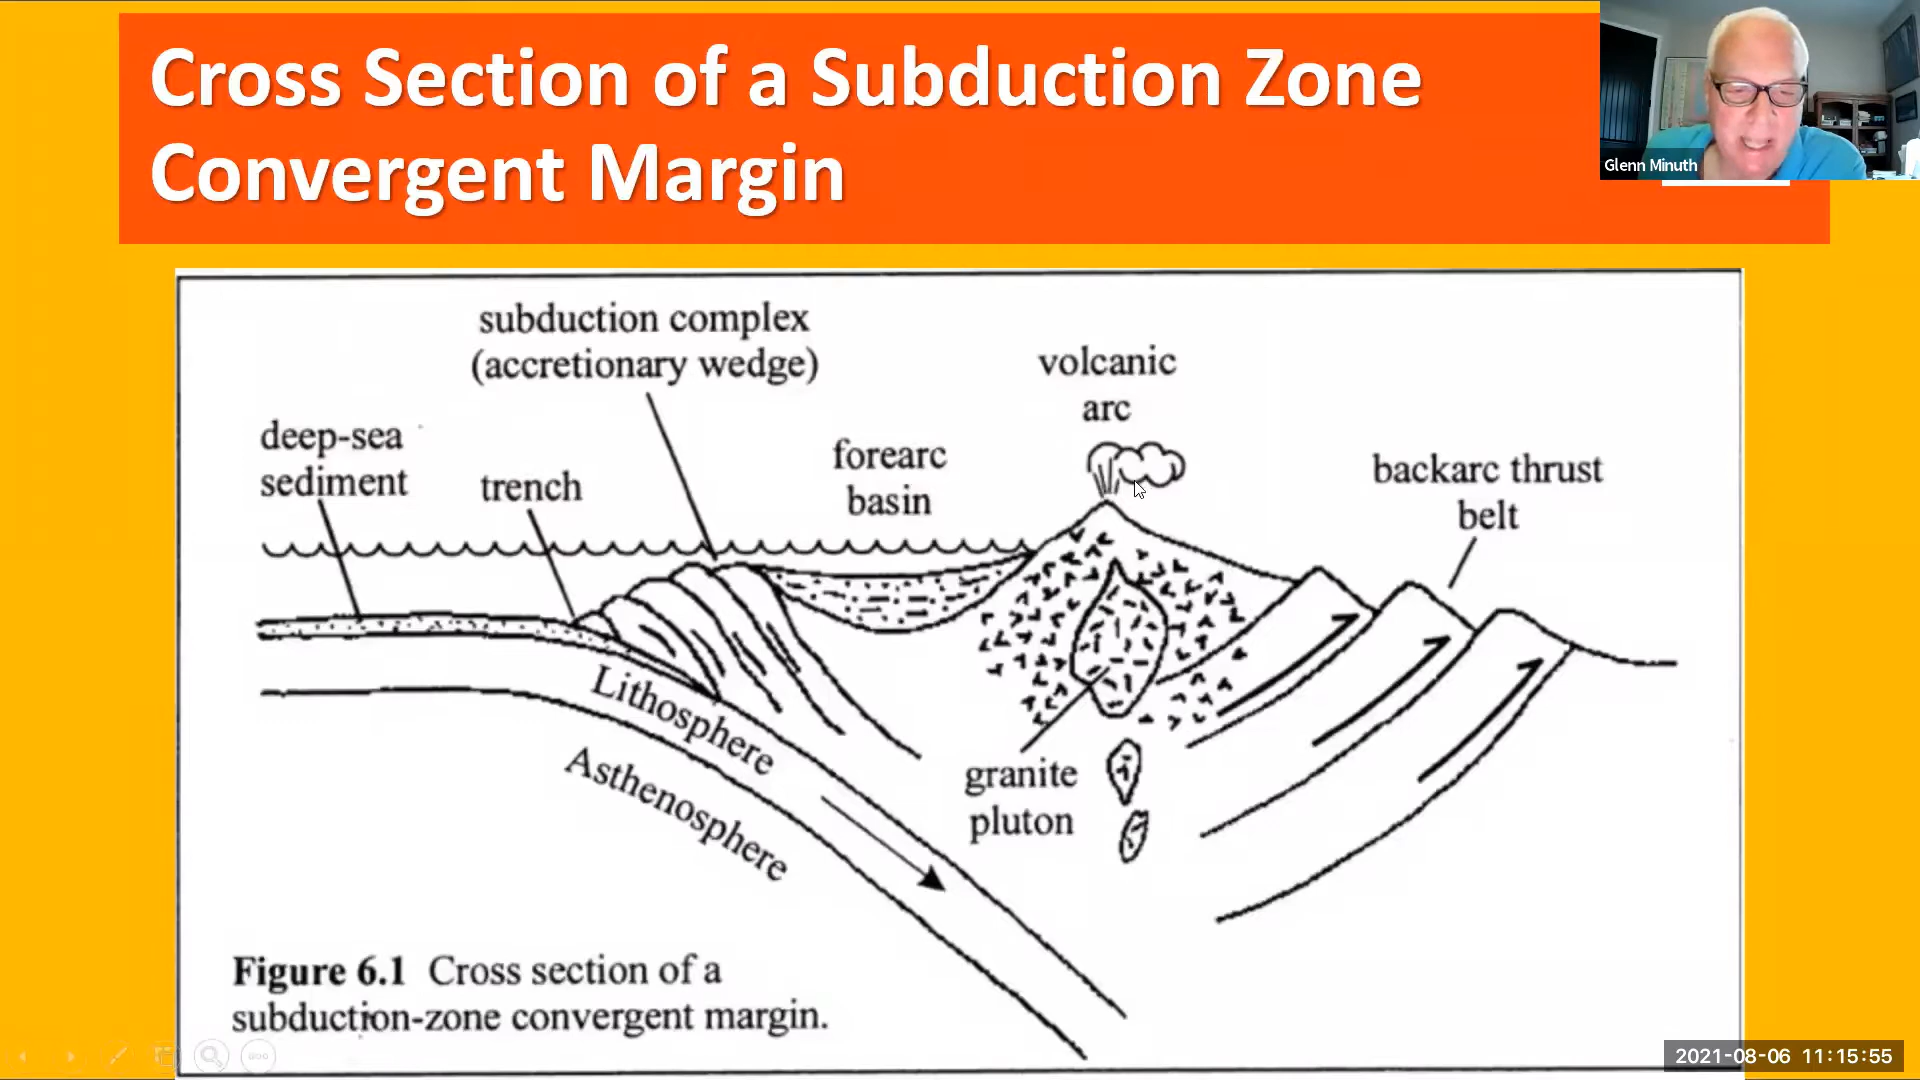 Cross Section of a Subduction Zone
Convergent Margin
Glenn Minuth
subduction complex
(accretionary wedge)
volcanic
arc
deep-sea
sediment
trench
forearc
basin
backarc thrust
belt
Lithosphere
Asthenosphere
granite
pluton
Figure 6.1 Cross section of a
subduction-zone convergent margin.
2021-08-06 11:15:55